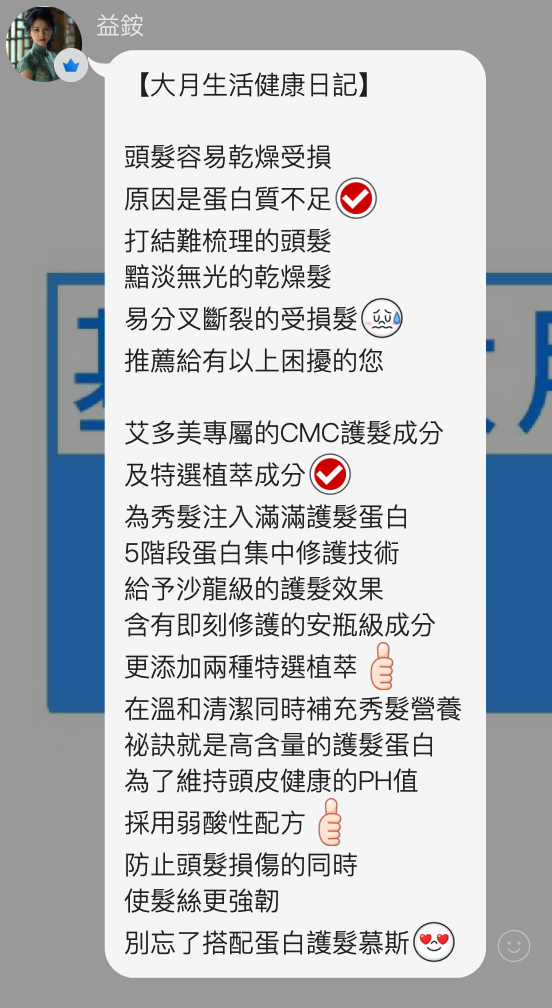 益銨
【大月生活健康日記】
頭髮容易乾燥受損
原因是蛋白質不足
打結難梳理的頭髮
黯淡無光的乾燥髮
易分叉斷裂的受損髮
推薦給有以上困擾的您
艾多美專屬的CMC護髮成分
及特選植萃成分
為秀髮注入滿滿護髮蛋白
5階段蛋白集中修護技術
給予沙龍級的護髮效果
含有即刻修護的安瓶級成分
更添加兩種特選植萃
在溫和清潔同時補充秀髮營養
祕訣就是高含量的護髮蛋白
為了維持頭皮健康的PH值
採用弱酸性配方
防止頭髮損傷的同時
使髮絲更強韌
別忘了搭配蛋白護髮慕斯